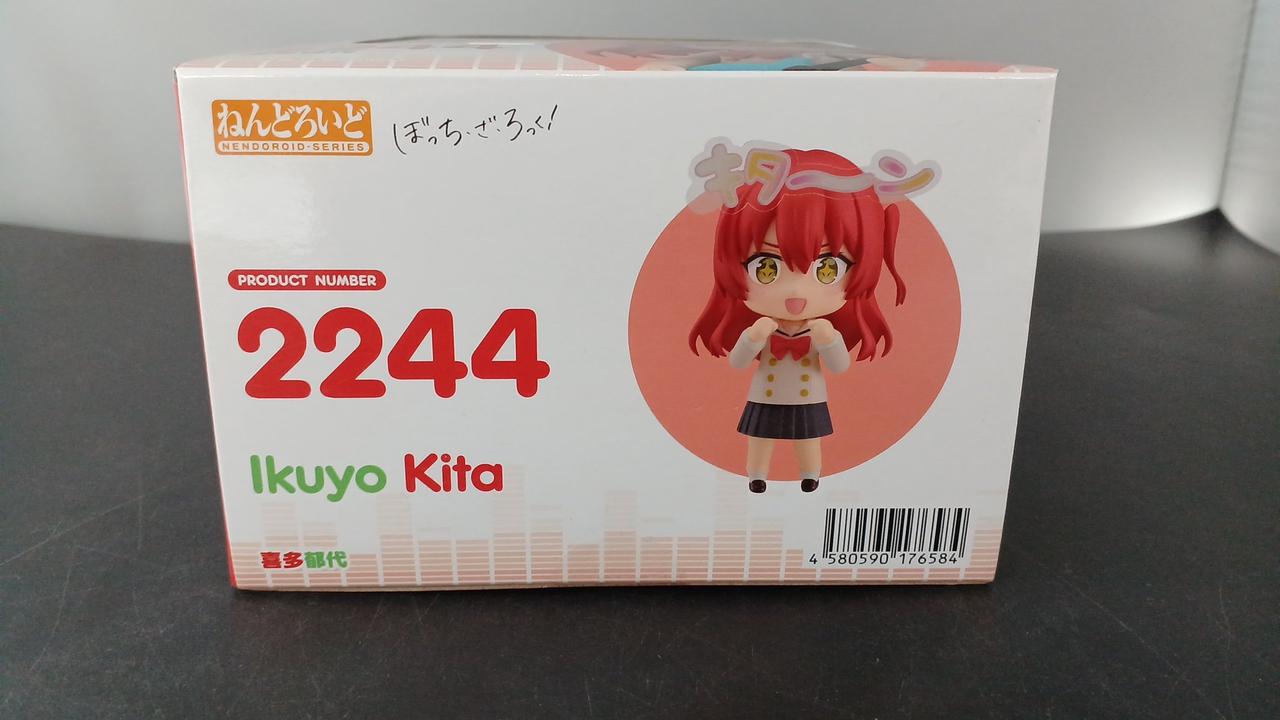 ねんどろいど
NENDOROID-SERIES
ぼっち・ざ・ろっく!
キターン
PRODUCT NUMBER
2244
Ikuyo Kita
喜多郁代
4 580590 176584